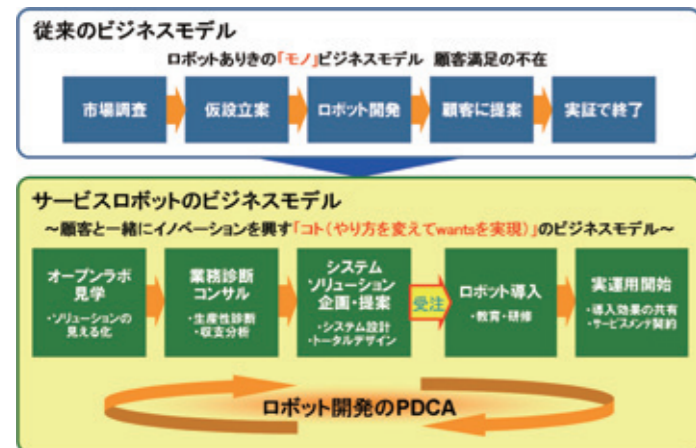 従来のビジネスモデル
ロボットありきの「モノ」ビジネスモデル 顧客満足の不在
市場調査
仮設立案
ロボット開発
顧客に提案
実証で終了
サービスロボットのビジネスモデル
～顧客と一緒にイノベーションを興す「コト(やり方を変えてwantsを実現)」のビジネスモデル～
オープンラボ
見学
・ソリューションの
見える化
業務診断
コンサル
・生産性診断
・収支分析
システム
ソリューション
企画・提案
・システム設計
・トータルデザイン
受注
ロボット導入
・教育・研修
実運用開始
・導入効果の共有
・サービスメンテ契約
ロボット開発のPDCA